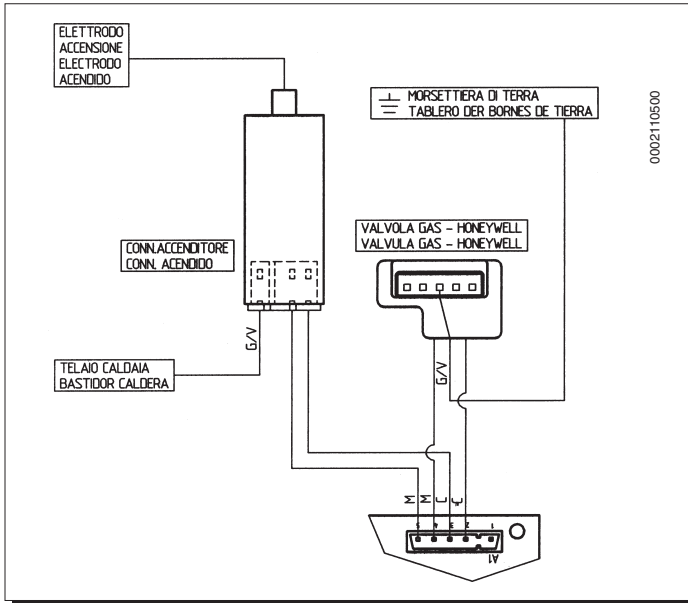 ELETTRODO
ACCENSIONE
ELECTRODO
ACENDIDO
MORSETTIERA DI TERRA
TABLERO DER BORNES DE TIERRA
0002110500
VALVOLA GAS - HONEYWELL
VALVULA GAS - HONEYWELL
CONN.ACCENDITORE
CONN. ACENDIDO
G/V
G/V
TELAIO CALDAIA
BASTIDOR CALDERA
M
M
C
5
4
3
2
1
A1